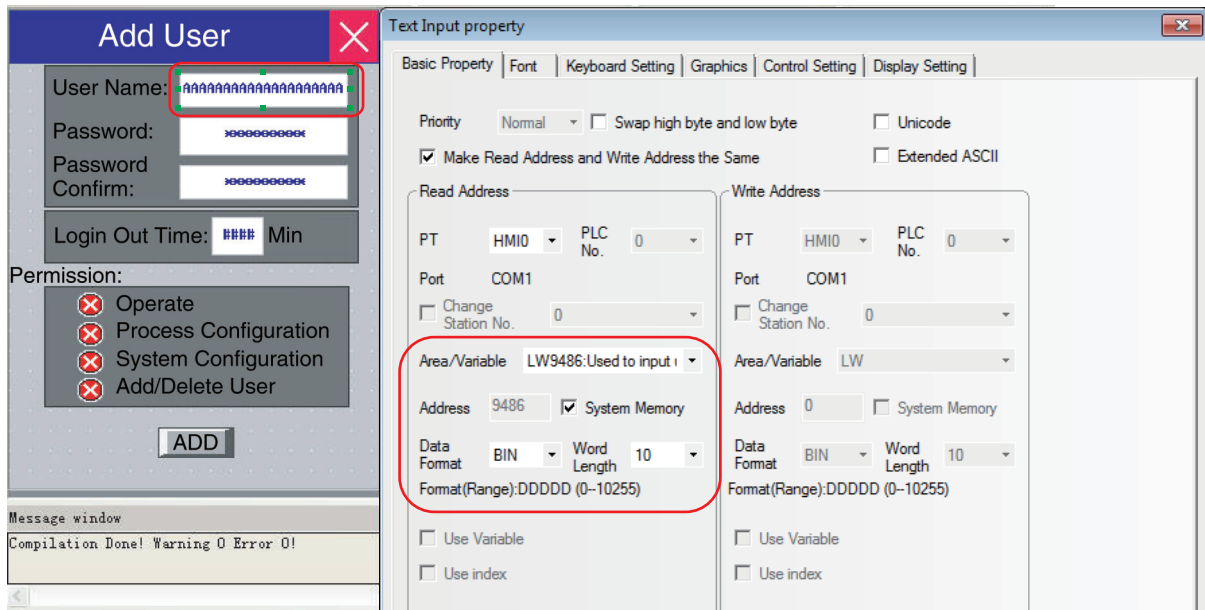 Add User
User Name: AAAAAAAAAAAAAAAAAAAA
Password: **********
Password
Confirm: **********
Login Out Time: #### Min
Permission:
Operate
Process Configuration
System Configuration
Add/Delete User
ADD
Message window
Compilation Done! Warning 0 Error 0!
Text Input property
Basic Property Font Keyboard Setting Graphics Control Setting Display Setting
Priority Normal Swap high byte and low byte Unicode
Make Read Address and Write Address the Same Extended ASCII
Read Address Write Address
PT HMI0 PLC No. 0 PT HMI0 PLC No. 0
Port COM1 Port COM1
Change Station No. 0 Change Station No. 0
Area/Variable LW9486:Used to input Area/Variable LW
Address 9486 System Memory Address 0 System Memory
Data Format BIN Word Length 10 Data Format BIN Word Length 10
Format(Range):DDDDD (0--10255) Format(Range):DDDDD (0--10255)
Use Variable Use Variable
Use index Use index